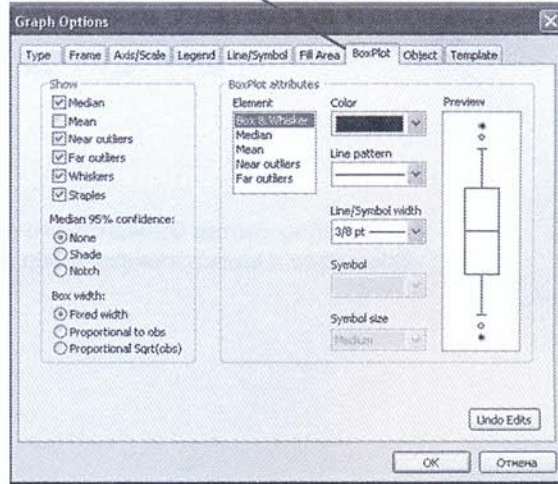 Graph Options
Type Frame Axis/Scale Legend Line/Symbol Fill Area BoxPlot Object Template
Show
Median
Mean
Near outliers
Far outliers
Whiskers
Staples
Median 95% confidence:
None
Shade
Notch
Box width:
Fixed width
Proportional to obs
Proportional Sqrt(obs)
BoxPlot attributes
Element
Box & Whisker
Median
Mean
Near outliers
Far outliers
Color
Line pattern
Line/Symbol width
3/8 pt
Symbol
Symbol size
Medium
Preview
Undo Edits
OK
Отмена